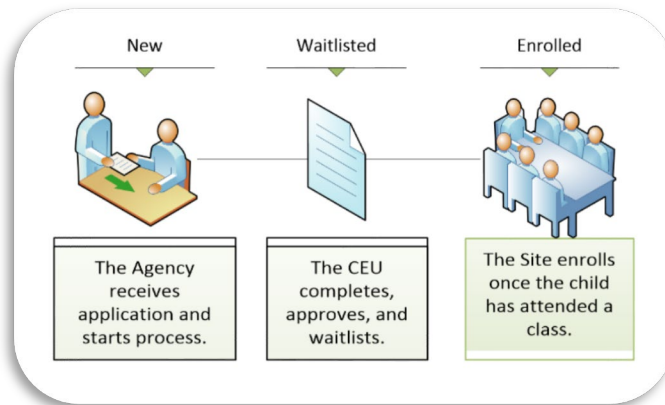 New
Waitlisted
Enrolled
The Agency
receives
application and
starts process.
The CEU
completes,
approves, and
waitlists.
The Site enrolls
once the child
has attended a
class.